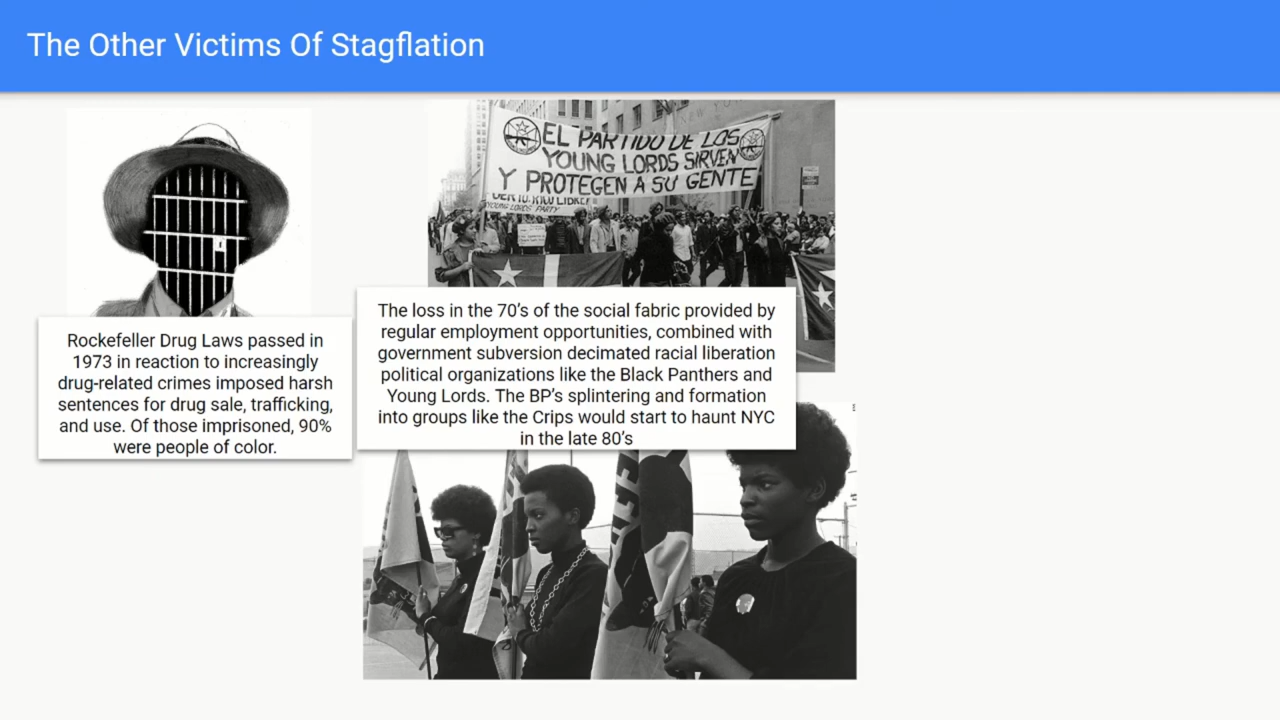 The Other Victims Of Stagflation
EL PARTIDO DE LOS
YOUNG LORDS SIRVEN
Y PROTEGEN A SU GENTE
YOUNG LORDS PARTY
Rockefeller Drug Laws passed in
1973 in reaction to increasingly
drug-related crimes imposed harsh
sentences for drug sale, trafficking,
and use. Of those imprisoned, 90%
were people of color.
The loss in the 70’s of the social fabric provided by
regular employment opportunities, combined with
government subversion decimated racial liberation
political organizations like the Black Panthers and
Young Lords. The BP’s splintering and formation
into groups like the Crips would start to haunt NYC
in the late 80’s